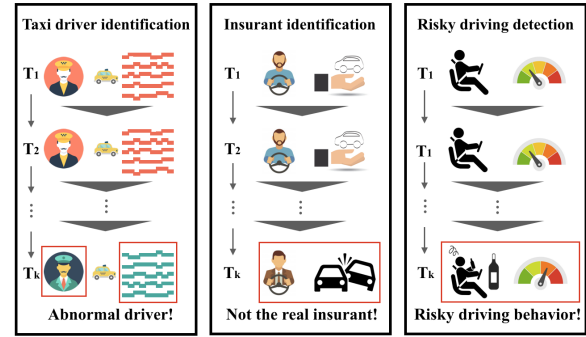 Taxi driver identification
T1
T2
⋮
⋮
Tk
Abnormal driver!
Insurant identification
T1
T2
⋮
⋮
Tk
Not the real insurant!
Risky driving detection
T1
T1
⋮
⋮
Tk
Risky driving behavior!